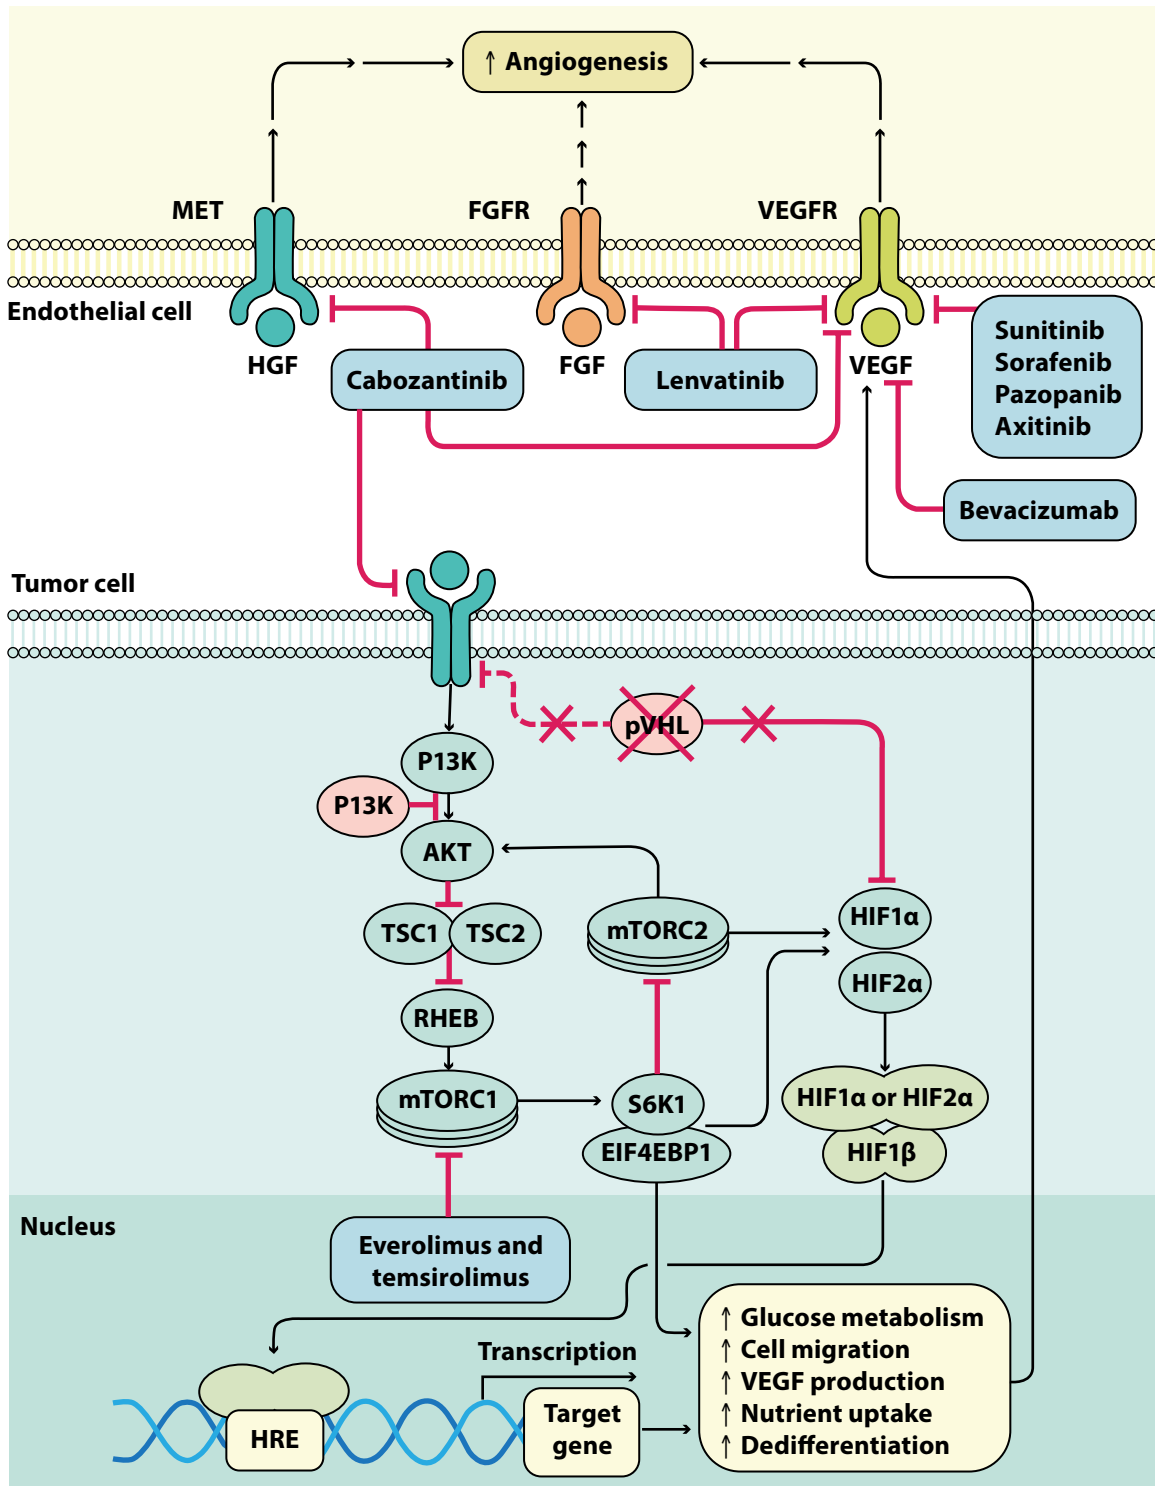 ↑ Angiogenesis
MET
FGFR
VEGFR
Endothelial cell
HGF
FGF
VEGF
Cabozantinib
Lenvatinib
Sunitinib
Sorafenib
Pazopanib
Axitinib
Bevacizumab
Tumor cell
pVHL
P13K
P13K
AKT
TSC1
TSC2
mTORC2
HIF1α
HIF2α
RHEB
mTORC1
S6K1
EIF4EBP1
HIF1α or HIF2α
HIF1β
Nucleus
Everolimus and
temsirolimus
↑ Glucose metabolism
↑ Cell migration
↑ VEGF production
↑ Nutrient uptake
↑ Dedifferentiation
Transcription
HRE
Target
gene